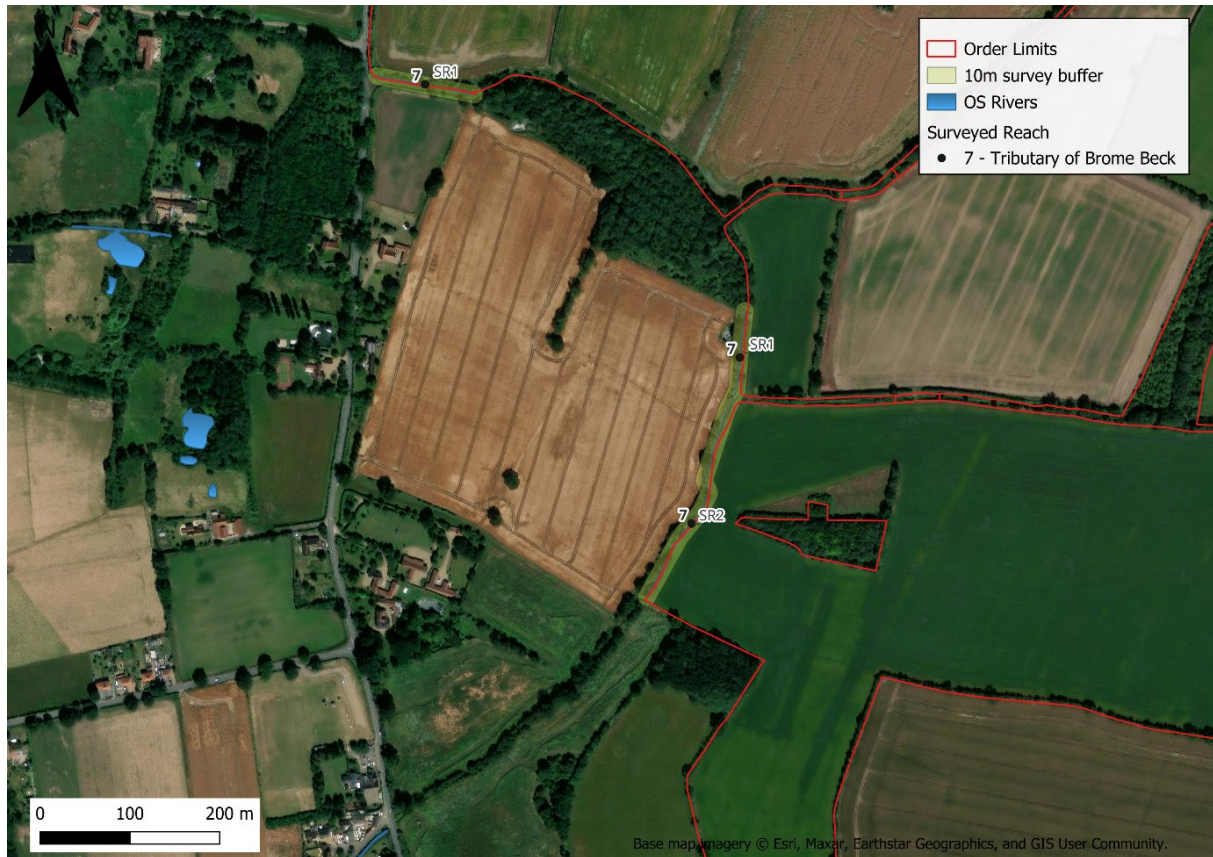 N
Order Limits
10m survey buffer
OS Rivers
Surveyed Reach
7 - Tributary of Brome Beck
7 SR1
7 SR1
7 SR2
0 100 200 m
Base map imagery © Esri, Maxar, Earthstar Geographics, and GIS User Community.